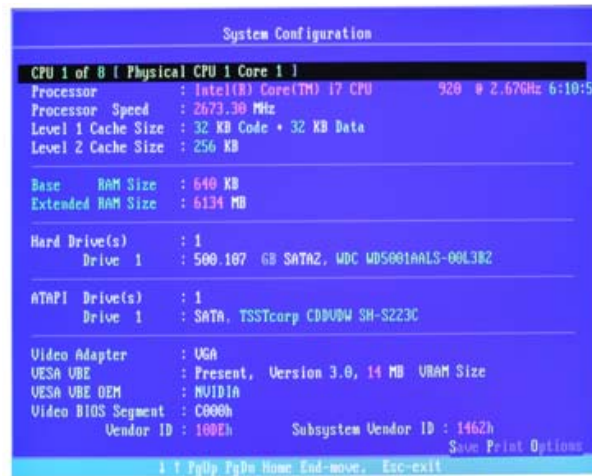 System Configuration
CPU 1 of 8 [ Physical CPU 1 Core 1 ]
Processor : Intel(R) Core(TM) i7 CPU 920 @ 2.67GHz 6:10:5
Processor Speed : 2673.30 MHz
Level 1 Cache Size : 32 KB Code + 32 KB Data
Level 2 Cache Size : 256 KB
Base RAM Size : 640 KB
Extended RAM Size : 6134 MB
Hard Drive(s) : 1
Drive 1 : 500.107 GB SATA2, WDC WD5001AALS-00L3B2
ATAPI Drive(s) : 1
Drive 1 : SATA, TSSTcorp CDDVDW SH-S223C
Video Adapter : VGA
VESA VBE : Present, Version 3.0, 14 MB VRAM Size
VESA VBE OEM : NVIDIA
Video BIOS Segment : C000h
Vendor ID : 10DEh Subsystem Vendor ID : 1462h
Save Print Options
↓ ↑ PgUp PgDn Home End-move, Esc-exit